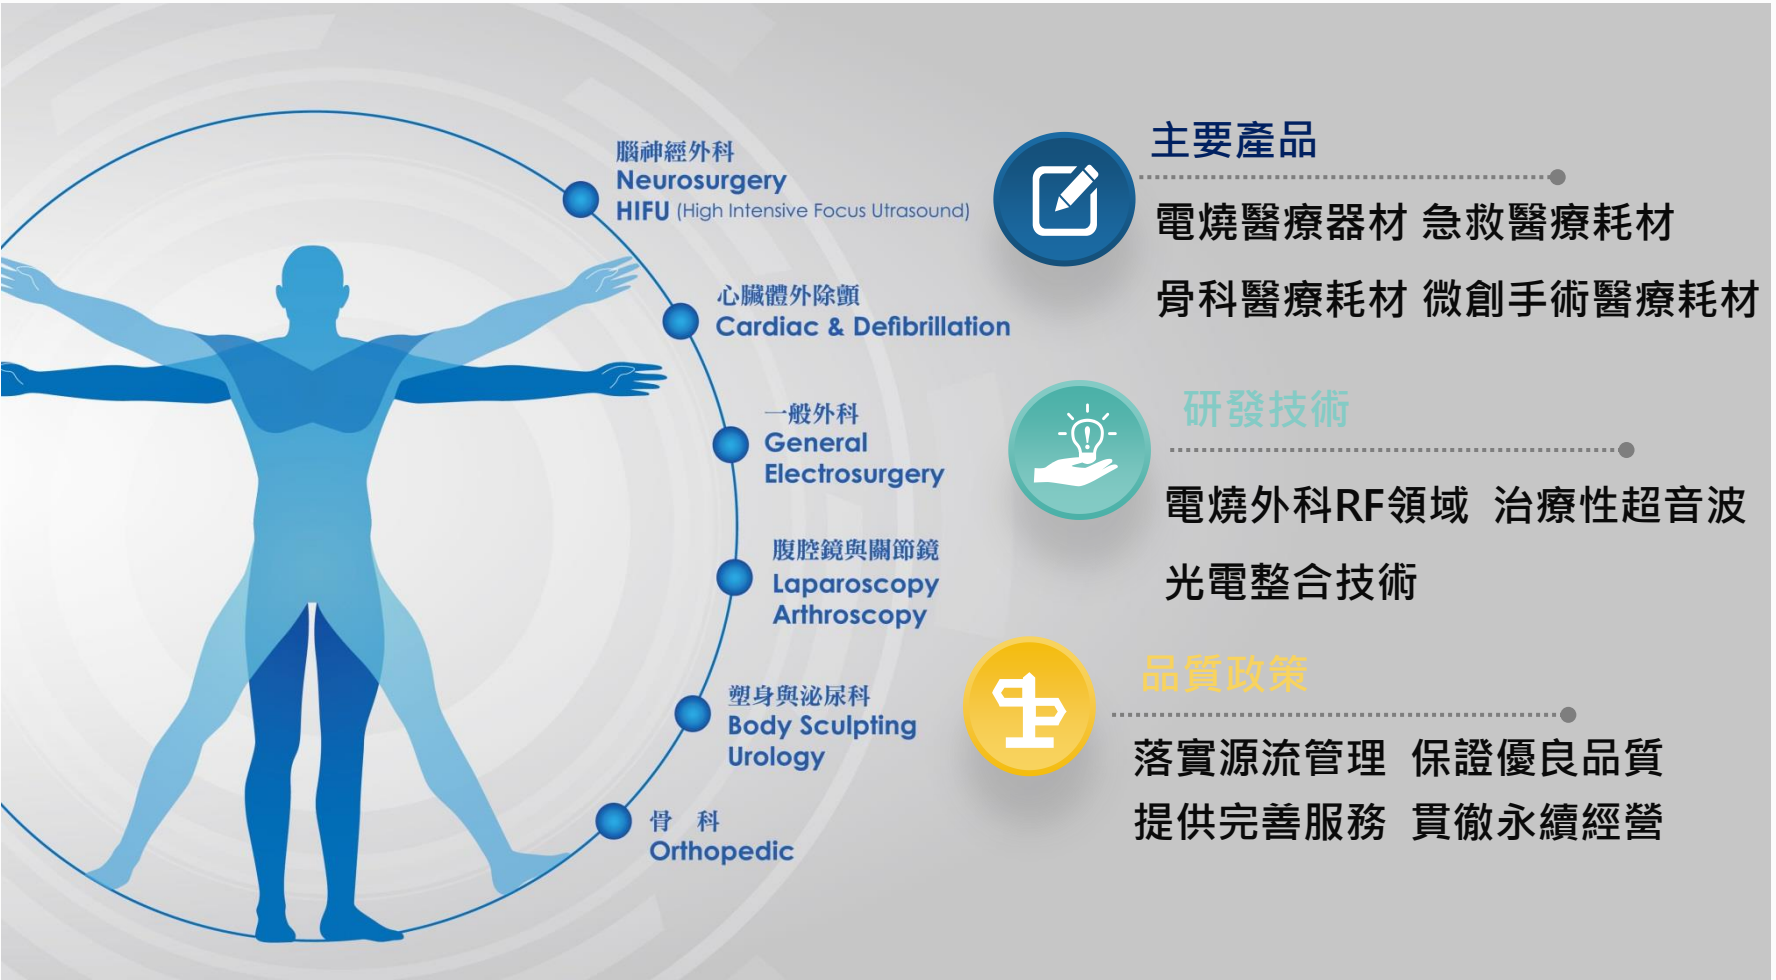 腦神經外科
Neurosurgery
HIFU (High Intensive Focus Utrasound)
心臟體外除顫
Cardiac & Defibrillation
一般外科
General
Electrosurgery
腹腔鏡與關節鏡
Laparoscopy
Arthroscopy
塑身與泌尿科
Body Sculpting
Urology
骨 科
Orthopedic
主要產品
電燒醫療器材 急救醫療耗材
骨科醫療耗材 微創手術醫療耗材
研發技術
電燒外科RF領域 治療性超音波
光電整合技術
品質政策
落實源流管理 保證優良品質
提供完善服務 貫徹永續經營